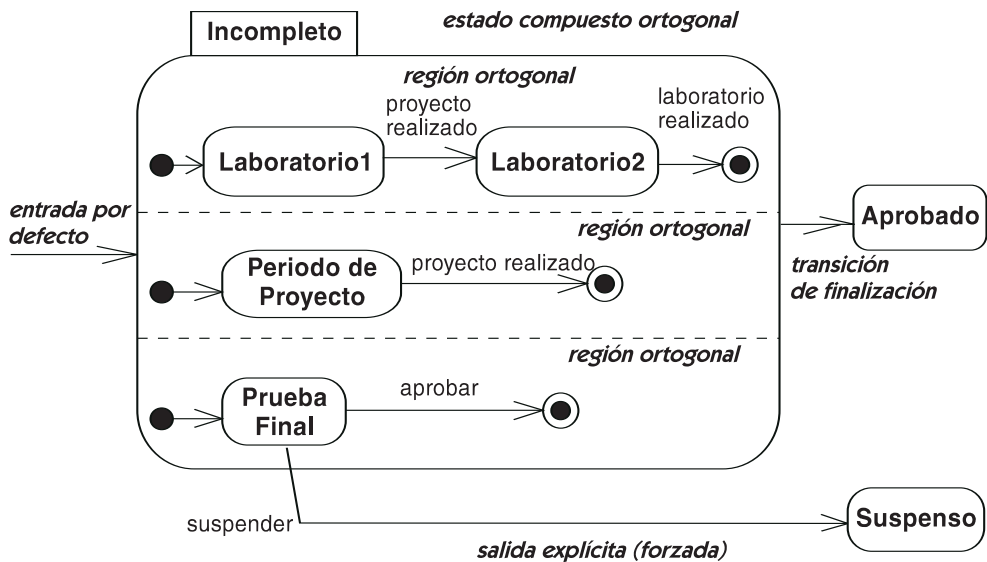 estado compuesto ortogonal
Incompleto
región ortogonal
proyecto
realizado
laboratorio
realizado
Laboratorio1
Laboratorio2
entrada por
defecto
región ortogonal
Aprobado
Periodo de
Proyecto
proyecto realizado
transición
de finalización
región ortogonal
Prueba
Final
aprobar
suspender
Suspenso
salida explícita (forzada)